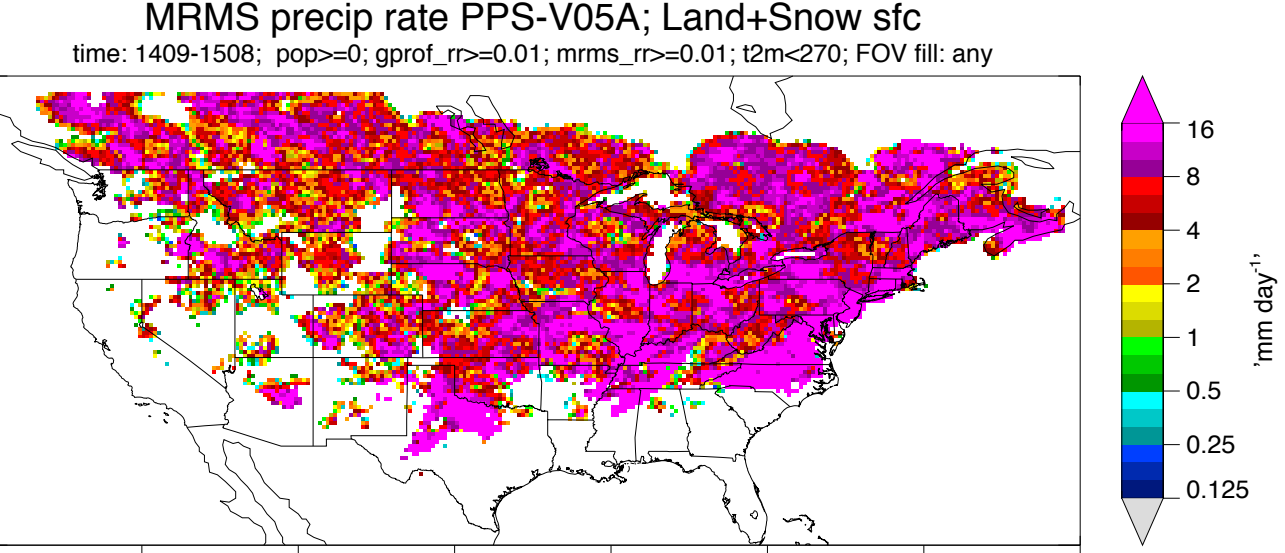 MRMS precip rate PPS-V05A; Land+Snow sfc
time: 1409-1508; pop>=0; gprof_rr>=0.01; mrms_rr>=0.01; t2m<270; FOV fill: any
16
8
4
2
1
0.5
0.25
0.125
'mm day-1,